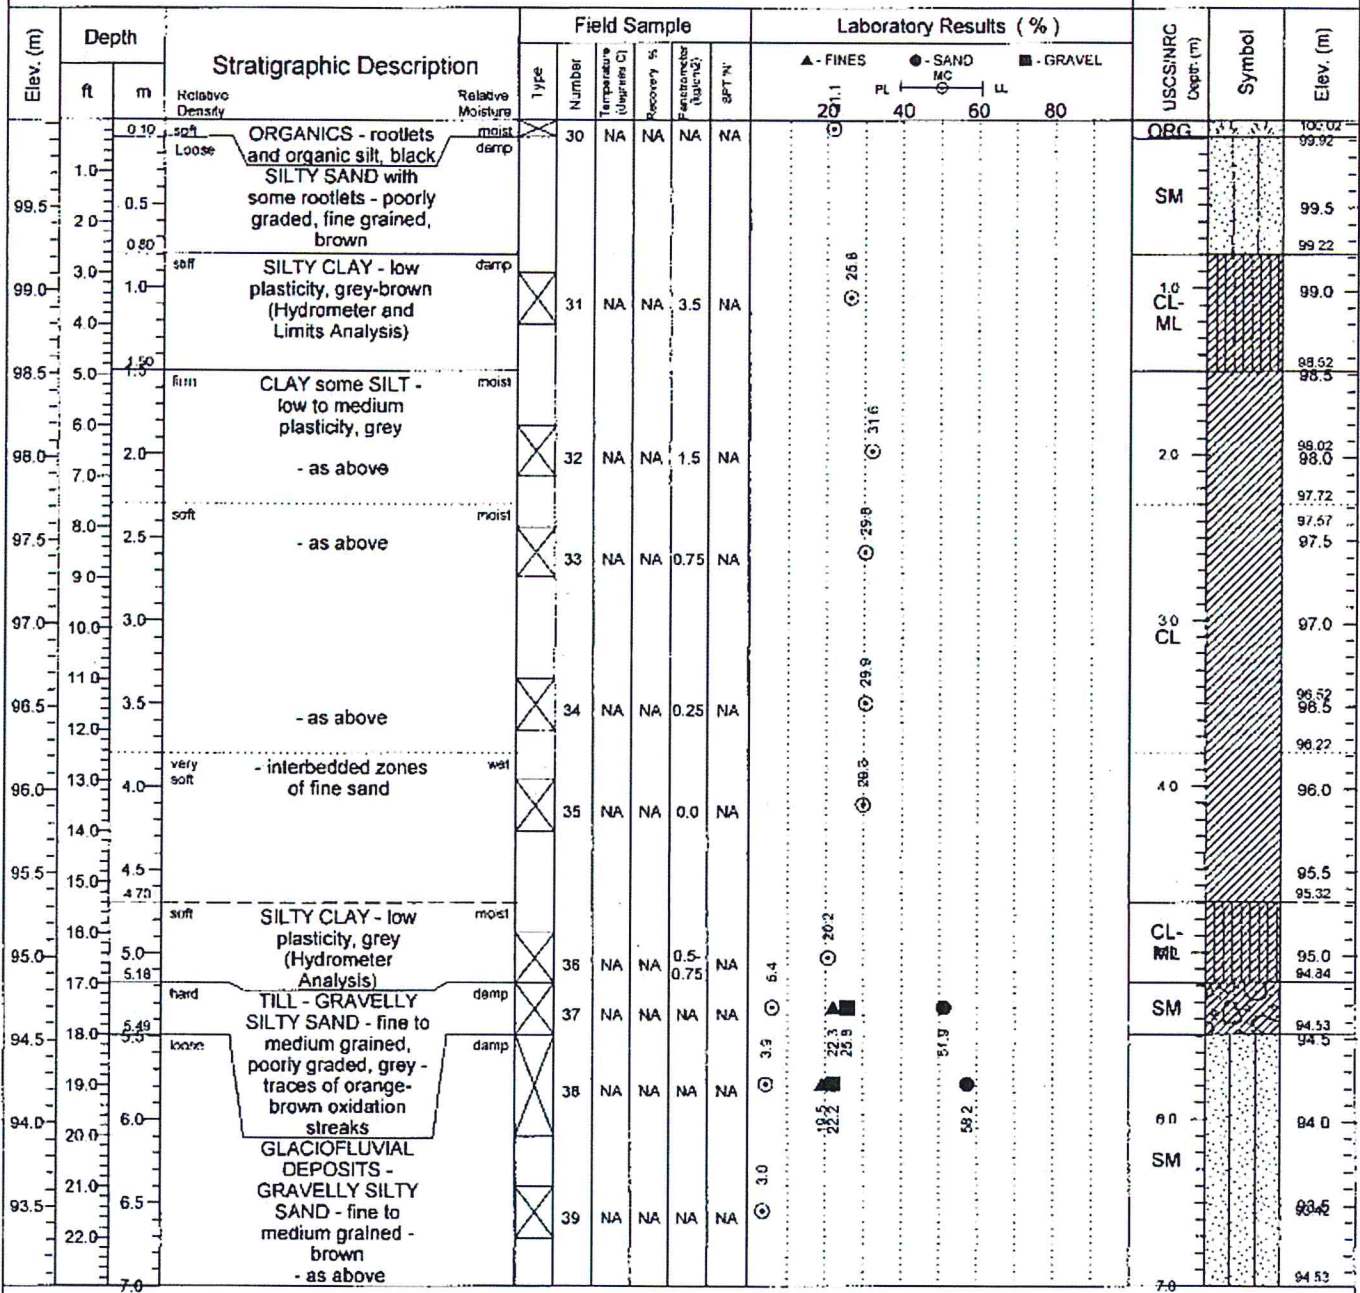 Elev. (m)
Depth
ft
m
Stratigraphic Description
Relative Density
Relative Moisture
Field Sample
Type
Number
Temperature (degrees C)
Recovery %
Penetrometer (kg/cm2)
SPT 'N'
Laboratory Results ( % )
▲ - FINES ● - SAND ■ - GRAVEL
PL MC LL
20 40 60 80
USCS/NRC
Depth (m)
Symbol
Elev. (m)
0.10 soft ORGANICS - rootlets moist 30 NA NA NA NA 21.1 ORG 100.02
Loose and organic silt, black damp 99.92
1.0 SILTY SAND with
some rootlets - poorly SM
99.5 0.5 graded, fine grained, 99.5
2.0 brown
0.80 99.22
3.0 stiff SILTY CLAY - low damp 25.6
99.0 1.0 plasticity, grey-brown 31 NA NA 3.5 NA 1.0 99.0
4.0 (Hydrometer and CL-
Limits Analysis) ML
1.50 98.52
98.5 5.0 1.5 98.5
firm CLAY some SILT - moist
low to medium
6.0 plasticity, grey 31.6
98.02
98.0 2.0 - as above 32 NA NA 1.5 NA 2.0 98.0
7.0
97.72
8.0 soft moist 29.8 97.57
97.5 2.5 - as above 33 NA NA 0.75 NA 97.5
9.0
97.0 10.0 3.0 3.0 97.0
CL
11.0 29.9
96.52
96.5 3.5 - as above 34 NA NA 0.25 NA 96.5
12.0
96.22
13.0 very soft - interbedded zones wet
96.0 4.0 of fine sand 35 NA NA 0.0 NA 4.0 96.0
14.0
95.5 4.5 95.5
15.0 4.70 95.32
16.0 soft SILTY CLAY - low moist 20.2
plasticity, grey CL-
95.0 5.0 (Hydrometer 36 NA NA 0.5-0.75 NA ML 95.0
5.18 Analysis) 94.84
17.0 hard TILL - GRAVELLY damp 5.4
SILTY SAND - fine to 37 NA NA NA NA 22.3 25.8 51.9 SM
5.49 94.53
94.5 18.0 5.5 medium grained, 94.5
loose poorly graded, grey - damp 3.9
19.0 traces of orange- 38 NA NA NA NA 19.5 22.2 58.2
brown oxidation
94.0 6.0 streaks 6.0 94.0
20.0
GLACIOFLUVIAL SM
DEPOSITS -
21.0 GRAVELLY SILTY 3.0
93.5 6.5 SAND - fine to 39 NA NA NA NA
22.0 medium grained -
brown
- as above 94.53
7.0 7.0